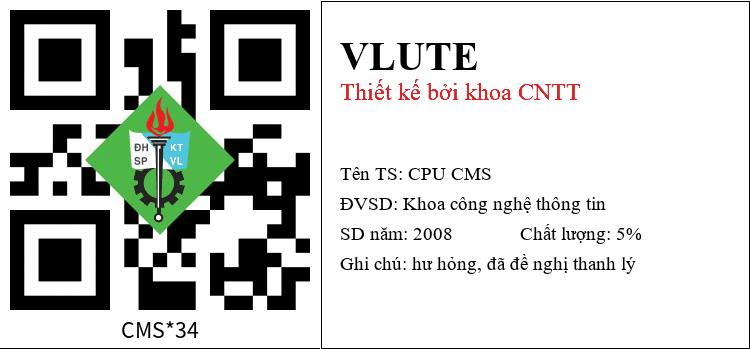 ĐH KT
SP VL
CMS*34
VLUTE
Thiết kế bởi khoa CNTT
Tên TS: CPU CMS
ĐVSD: Khoa công nghệ thông tin
SD năm: 2008 Chất lượng: 5%
Ghi chú: hư hỏng, đã đề nghị thanh lý